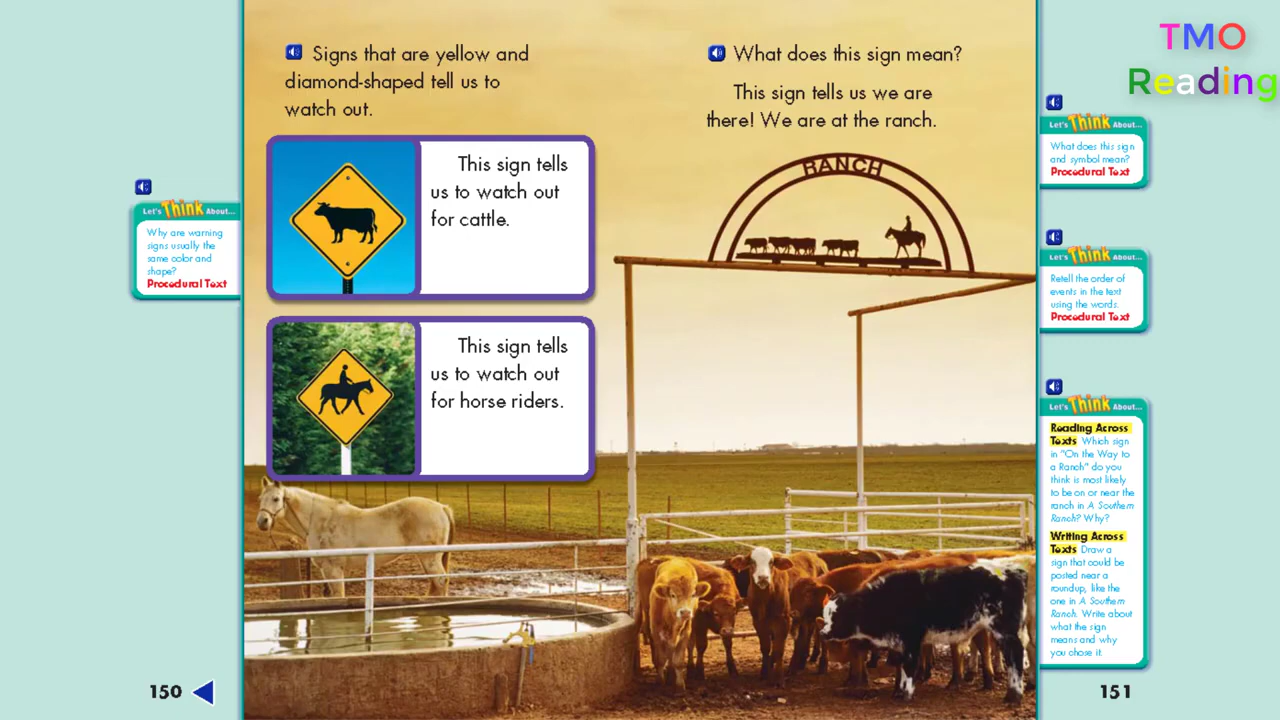 TMO
Reading
Signs that are yellow and
diamond-shaped tell us to
watch out.
This sign tells
us to watch out
for cattle.
This sign tells
us to watch out
for horse riders.
Let's Think About...
Why are warning
signs usually the
same color and
shape?
Procedural Text
150
What does this sign mean?
This sign tells us we are
there! We are at the ranch.
RANCH
Let's Think About...
What does this sign
and symbol mean?
Procedural Text
Let's Think About...
Retell the order of
events in the text
using the words.
Procedural Text
Let's Think About...
Reading Across
Texts Which sign
in "On the Way to
a Ranch" do you
think is most likely
to be on or near the
ranch in A Southern
Ranch? Why?
Writing Across
Texts Draw a
sign that could be
posted near a
roundup, like the
one in A Southern
Ranch. Write about
what the sign
means and why
you chose it.
151